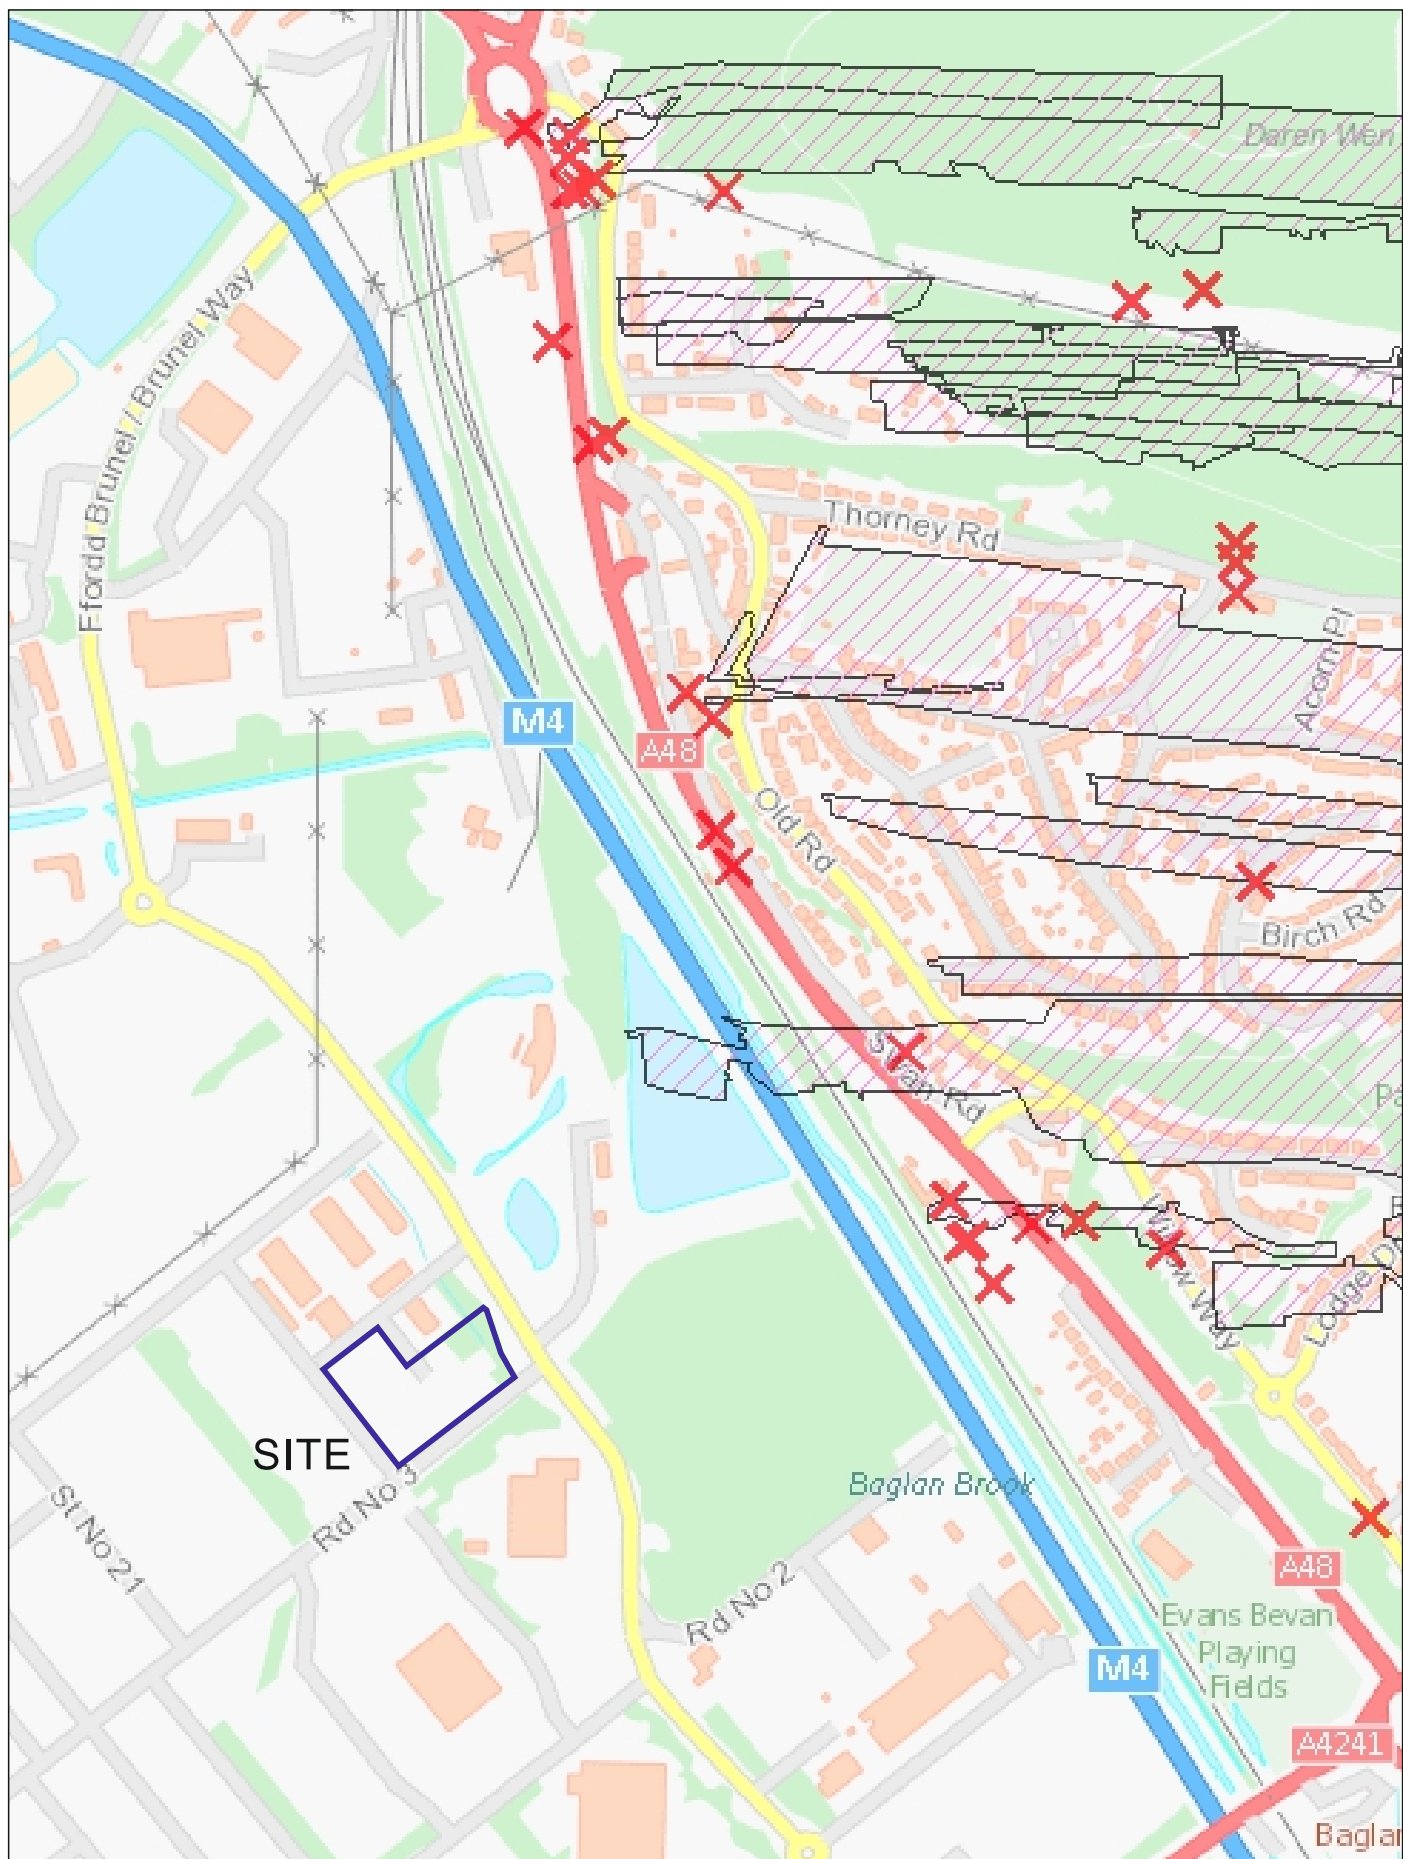 Daren Wen
Ffordd Brunel / Brunel Way
Thorney Rd
Acorn Pl
M4
A48
Old Rd
Birch Rd
Swan Rd
Pa
Willow Way
Lodge Dr
SITE
Rd No 3
St No 21
Baglan Brook
Rd No 2
A48
Evans Bevan
Playing
Fields
M4
A4241
Baglan